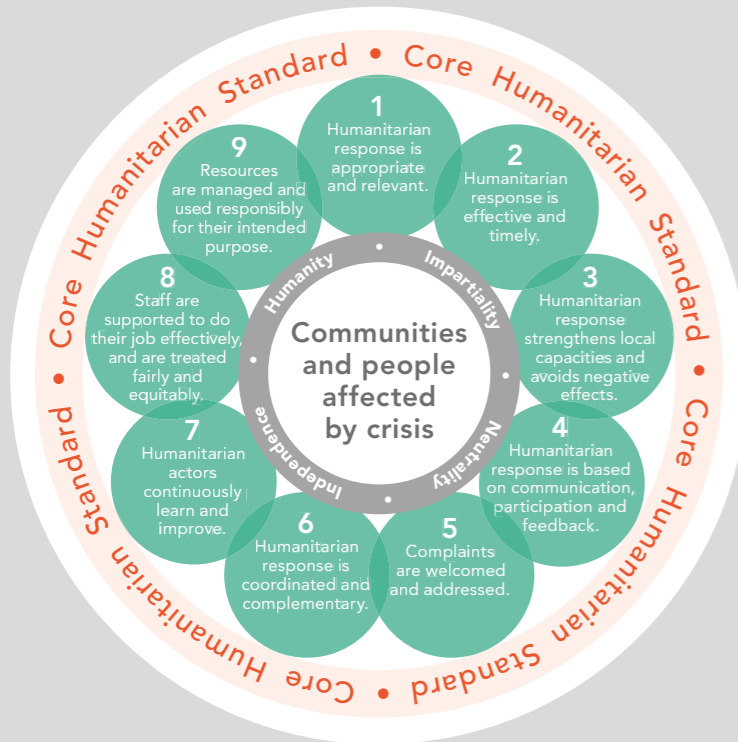 Core Humanitarian Standard • Core Humanitarian Standard • Core Humanitarian Standard • Core Humanitarian Standard •
1
Humanitarian
response is
appropriate
and relevant.
2
Humanitarian
response is
effective and
timely.
3
Humanitarian
response
strengthens local
capacities and
avoids negative
effects.
4
Humanitarian
response is based
on communication,
participation and
feedback.
5
Complaints
are welcomed
and addressed.
6
Humanitarian
response is
coordinated and
complementary.
7
Humanitarian
actors
continuously
learn and
improve.
8
Staff are
supported to do
their job effectively,
and are treated
fairly and
equitably.
9
Resources
are managed and
used responsibly
for their intended
purpose.
Humanity • Impartiality • Neutrality • Independence •
Communities
and people
affected
by crisis